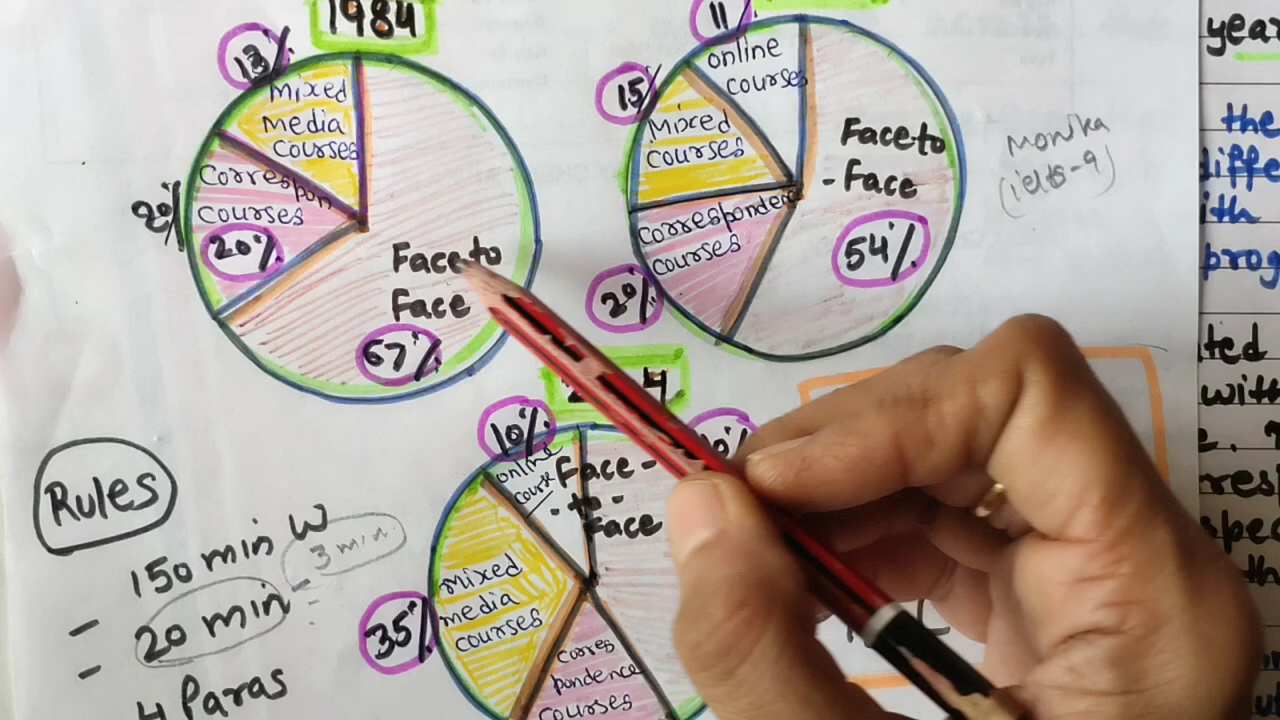 1984
13%
mixed
media
courses
correspon
courses
20%
20%
Face to
Face
67%
11
online
courses
15%
Mixed
courses
correspondence
courses
20%
Face to
- Face
54%
Monika
(ielts-9)
4
10%
online
course
Face -
- to -
Face
mixed
media
courses
35%
corres
pondence
courses
Rules
150 min W
- 20 min - 3 min
- 4 Paras
year
the
with
prog